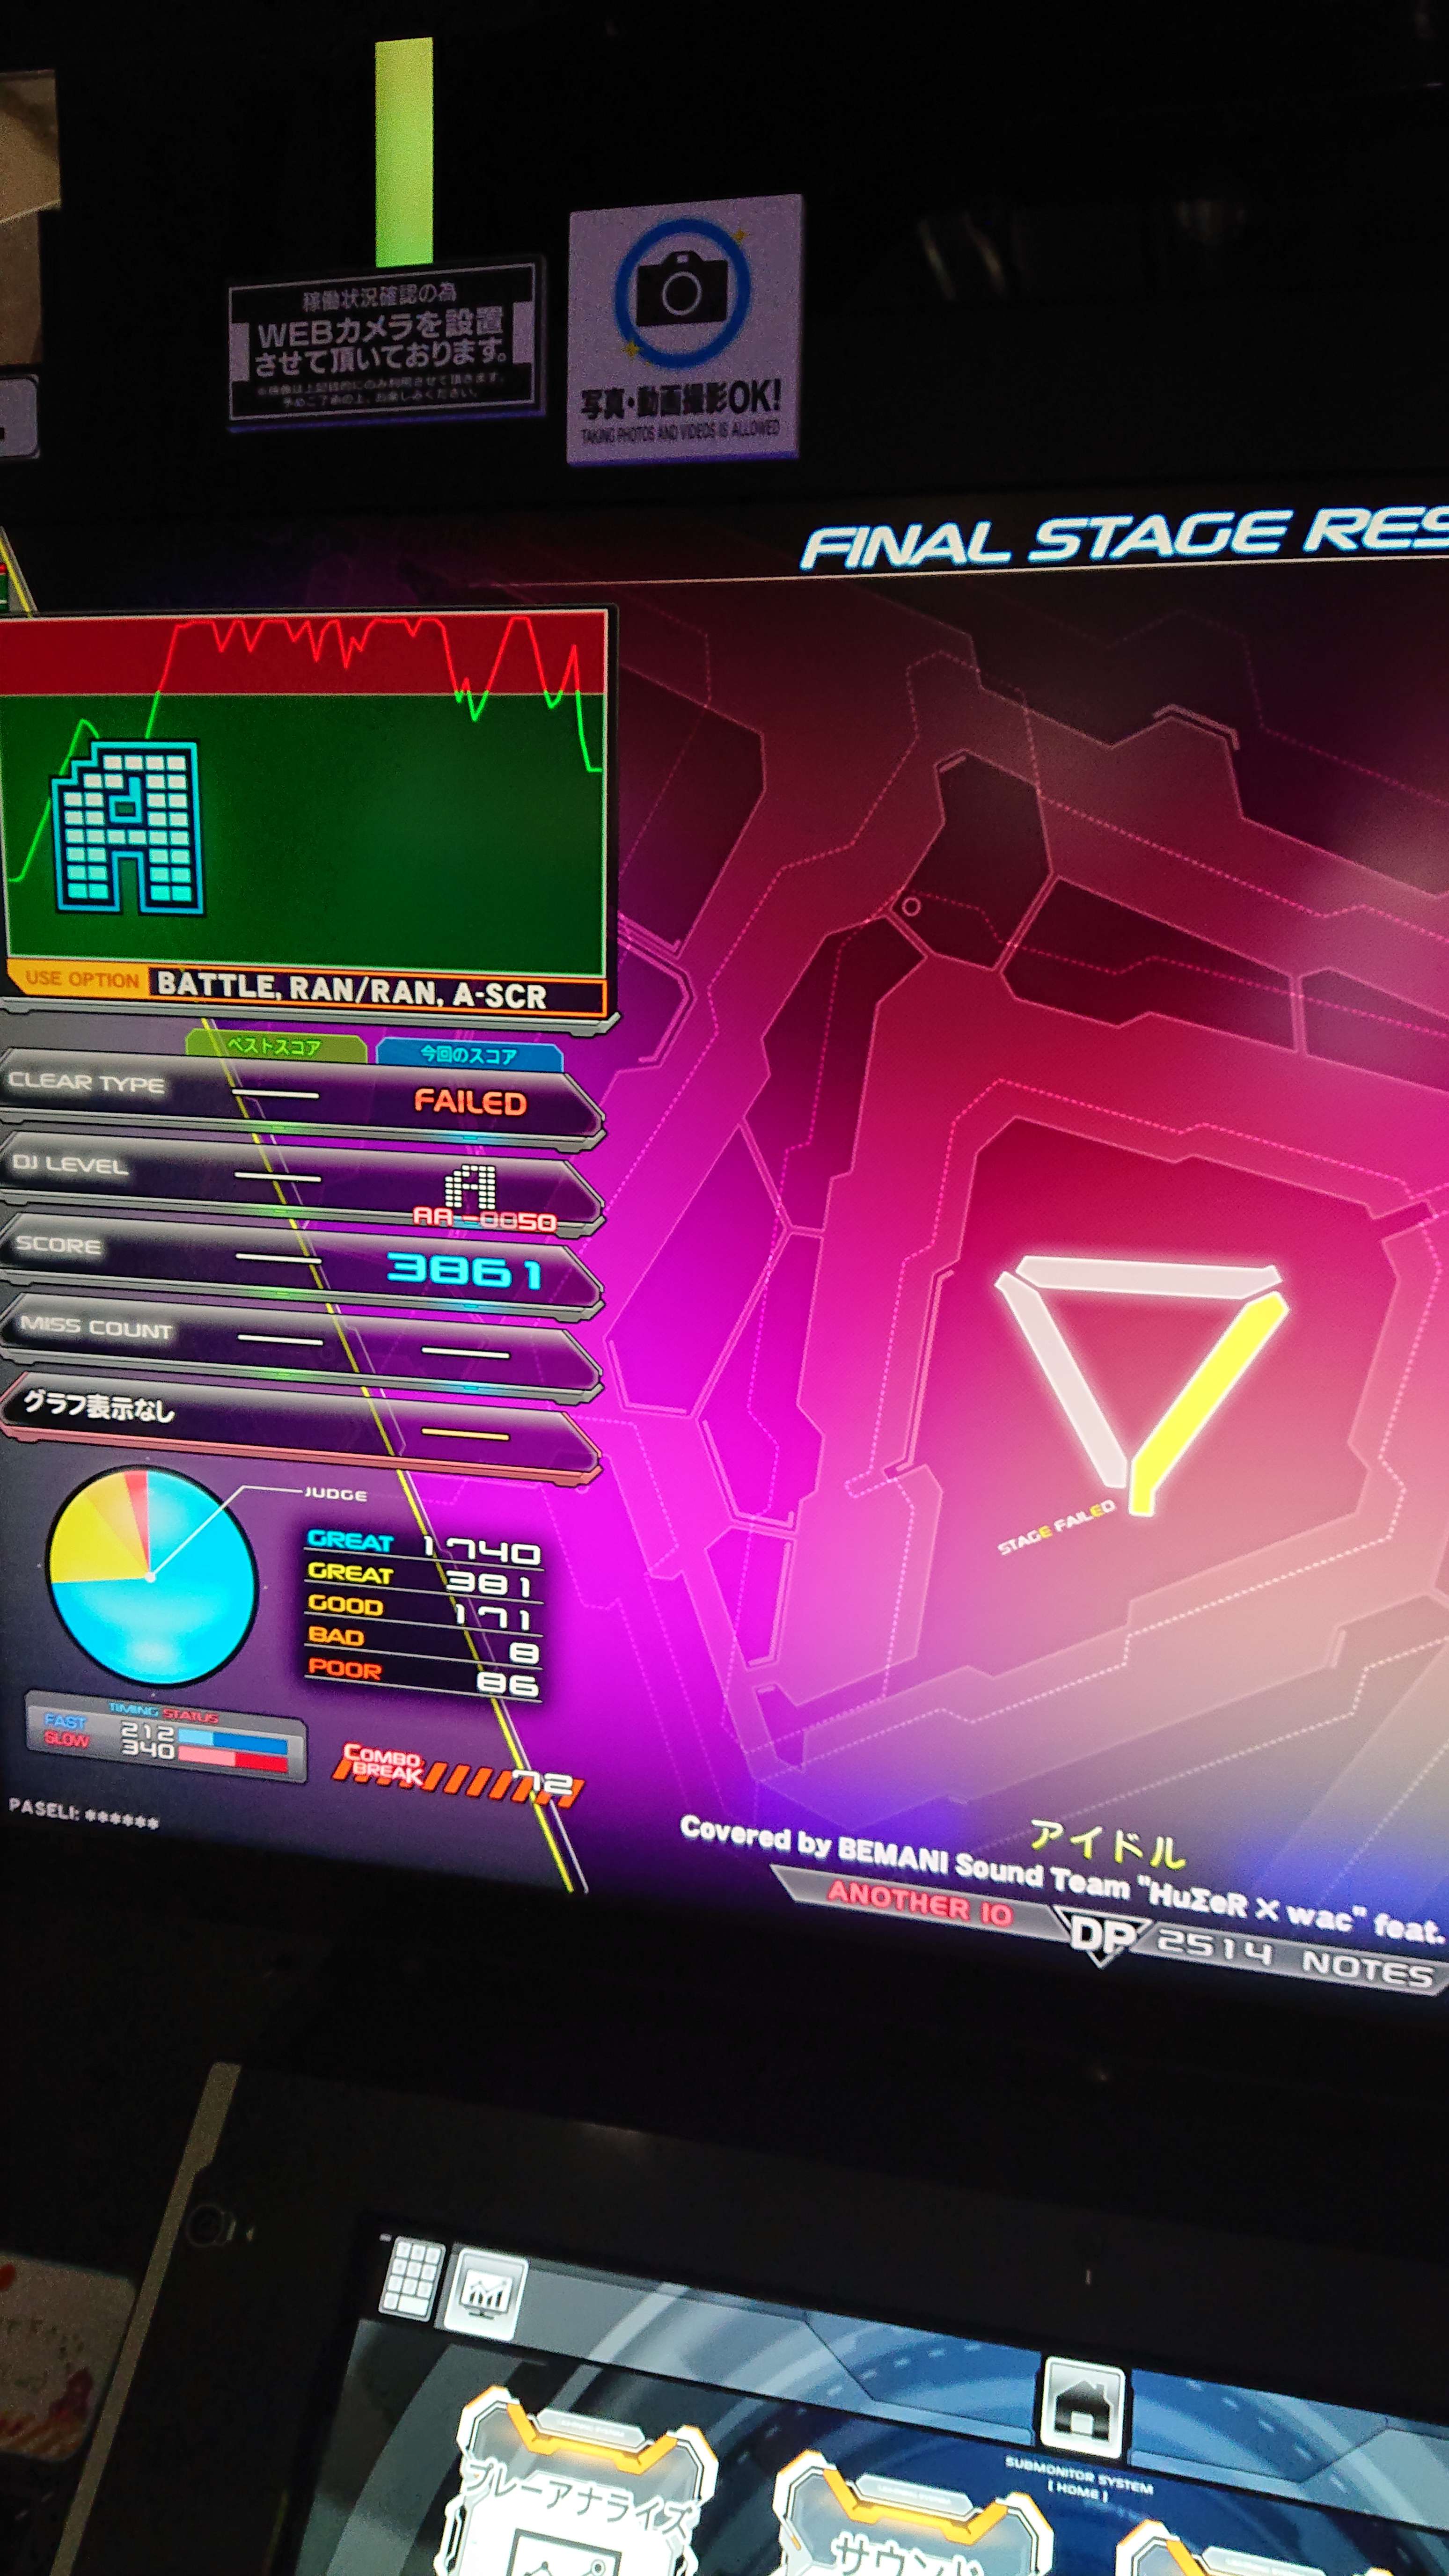 稼働状況確認の為
WEBカメラを設置
させて頂いております。
写真・動画撮影OK!
TAKING PHOTOS AND VIDEOS IS ALLOWED
FINAL STAGE RES
USE OPTION BATTLE, RAN/RAN, A-SCR
ベストスコア 今回のスコア
CLEAR TYPE FAILED
DJ LEVEL A
AA -0050
SCORE 3861
MISS COUNT
グラフ表示なし
JUDGE
GREAT 1740
GREAT 381
GOOD 171
BAD 8
POOR 86
TIMING STATUS
FAST 212
SLOW 340
COMBO BREAK 72
PASELI: ******
STAGE FAILED
アイドル
Covered by BEMANI Sound Team "HuΣeR X wac" feat.
ANOTHER 10 DP 2514 NOTES
SUBMONITOR SYSTEM
[ HOME ]
プレーアナライズ
サウンド